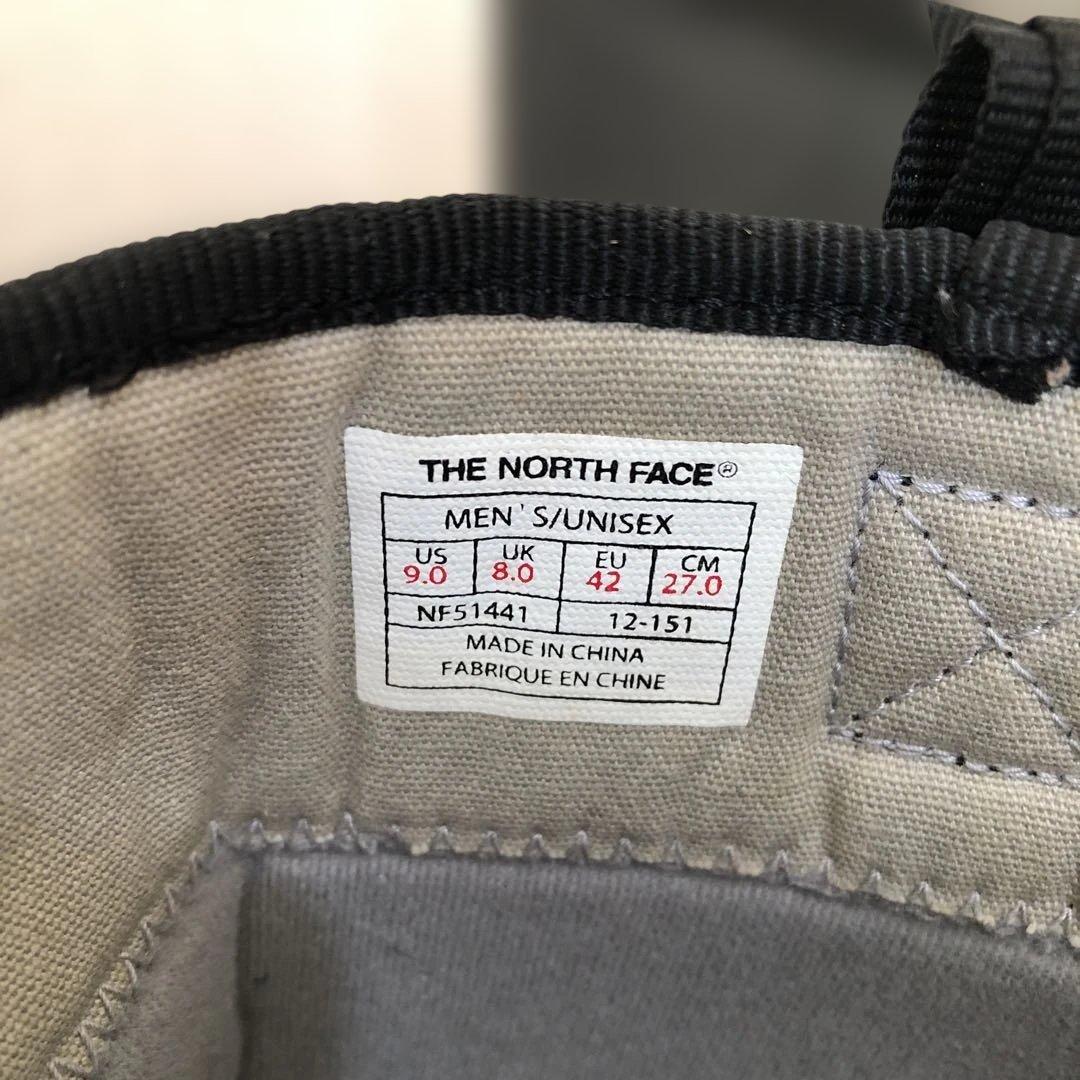 THE NORTH FACE®
MEN'S/UNISEX
US UK EU CM
9.0 8.0 42 27.0
NF51441 12-151
MADE IN CHINA
FABRIQUE EN CHINE